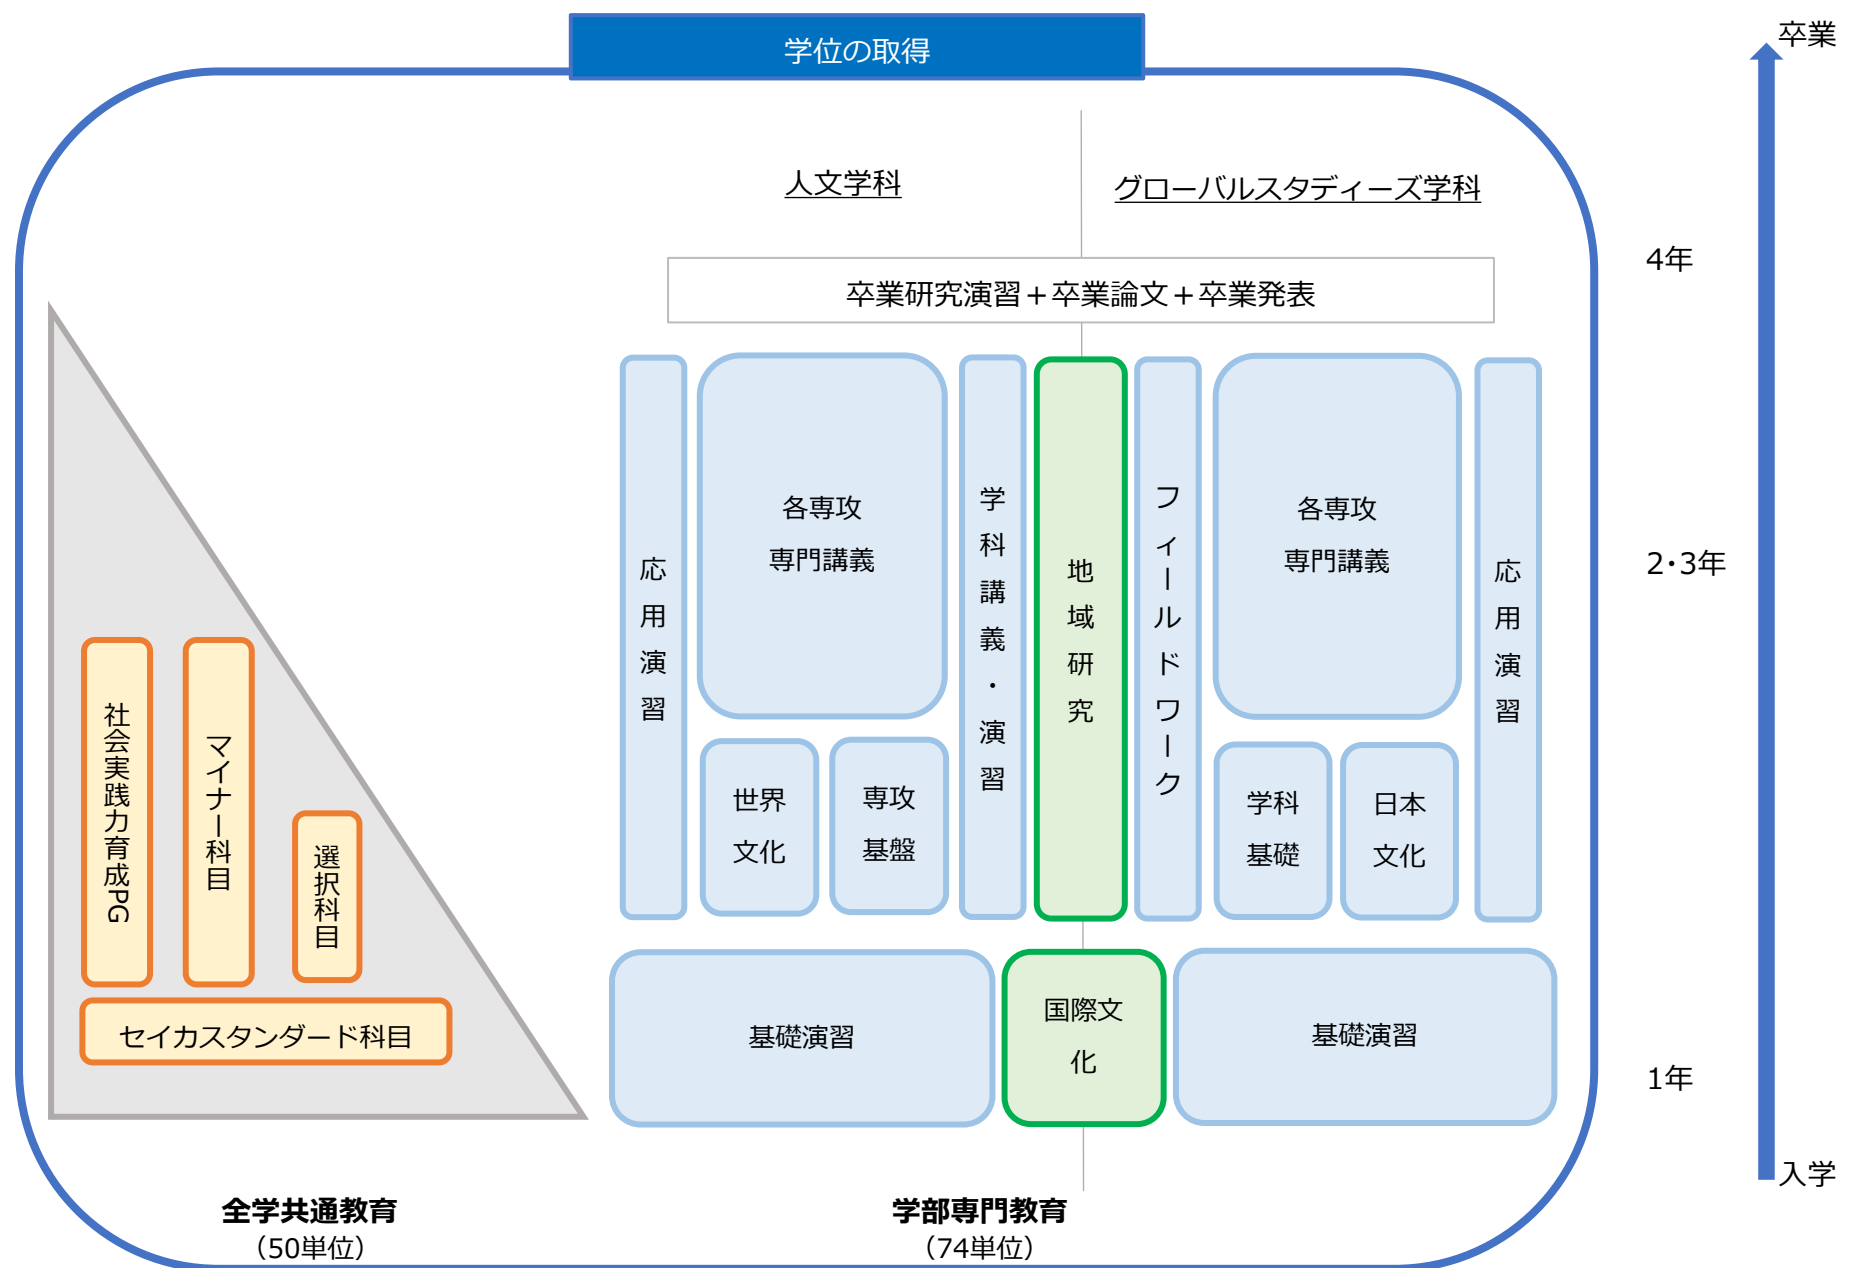 学位の取得
卒業
人文学科
グローバルスタディーズ学科
4年
卒業研究演習＋卒業論文＋卒業発表
応用演習
各専攻
専門講義
学科講義・演習
地域研究
フィールドワーク
各専攻
専門講義
応用演習
2・3年
社会実践力育成PG
マイナー科目
選択科目
世界
文化
専攻
基盤
学科
基礎
日本
文化
セイカスタンダード科目
基礎演習
国際文
化
基礎演習
1年
入学
全学共通教育
（50単位）
学部専門教育
（74単位）